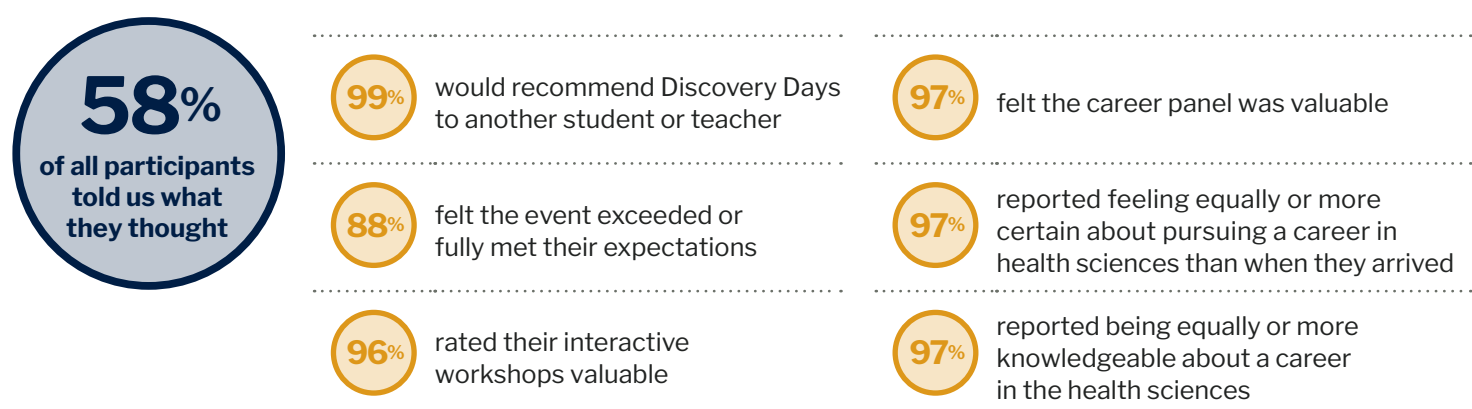 58%
of all participants
told us what
they thought
99%
would recommend Discovery Days
to another student or teacher
88%
felt the event exceeded or
fully met their expectations
96%
rated their interactive
workshops valuable
97%
felt the career panel was valuable
97%
reported feeling equally or more
certain about pursuing a career in
health sciences than when they arrived
97%
reported being equally or more
knowledgeable about a career
in the health sciences